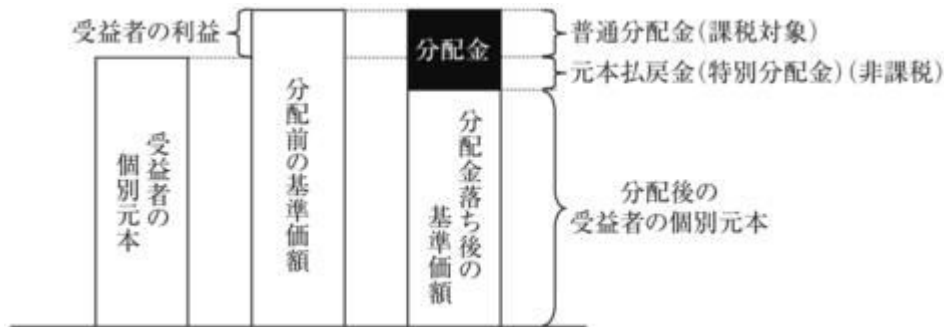 受益者の利益
受益者の
個別元本
分配前の基準価額
分配金
分配金落ち後の
基準価額
普通分配金(課税対象)
元本払戻金(特別分配金)(非課税)
分配後の
受益者の個別元本